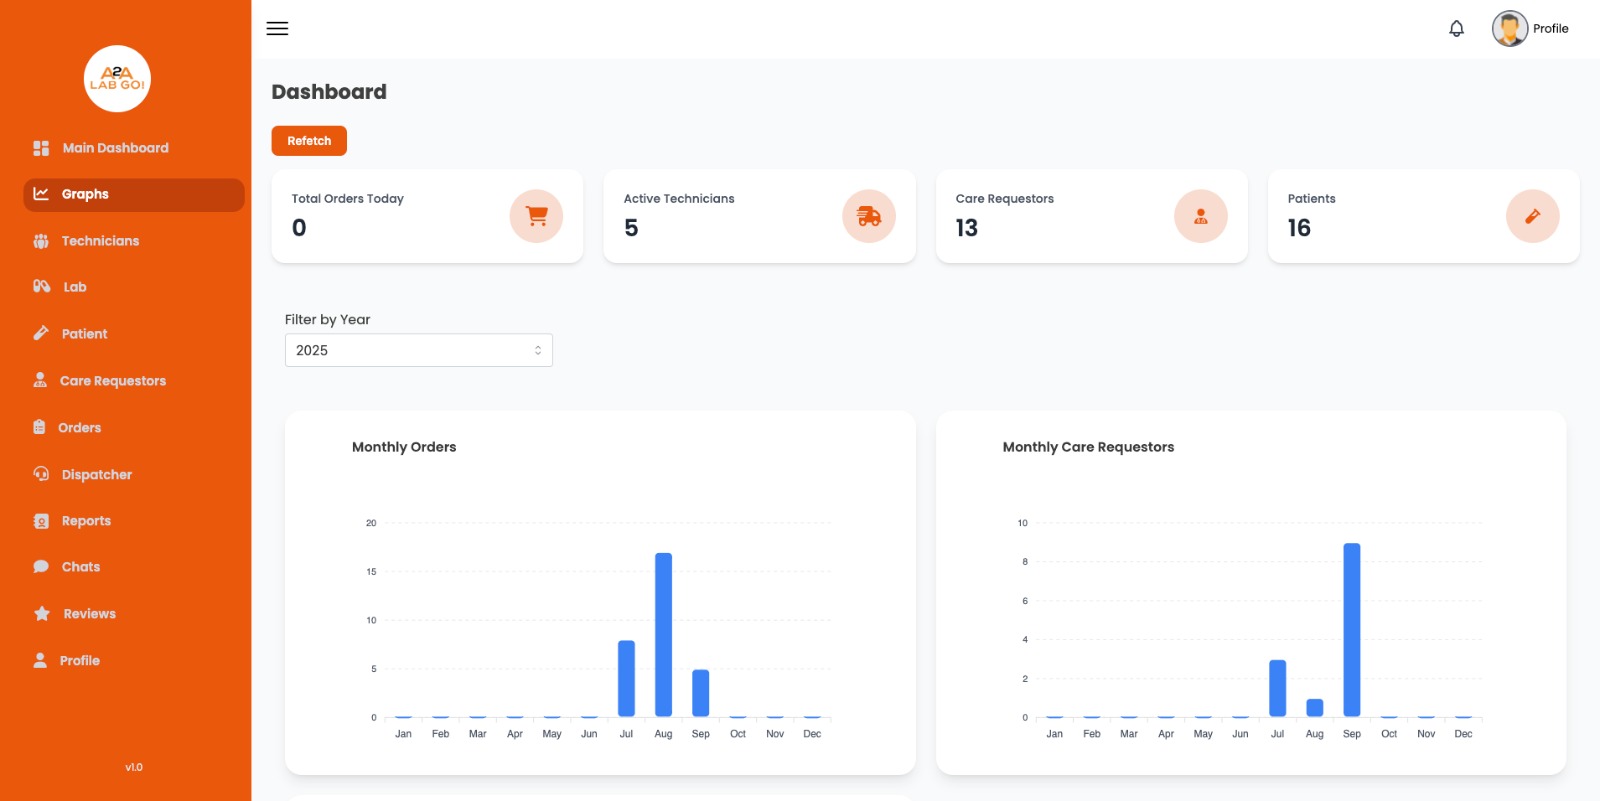 A2A
LAB GO!
Main Dashboard
Graphs
Technicians
Lab
Patient
Care Requestors
Orders
Dispatcher
Reports
Chats
Reviews
Profile
v1.0
Profile
Dashboard
Refetch
Total Orders Today
0
Active Technicians
5
Care Requestors
13
Patients
16
Filter by Year
2025
Monthly Orders
20
15
10
5
0
Jan Feb Mar Apr May Jun Jul Aug Sep Oct Nov Dec
Monthly Care Requestors
10
8
6
4
2
0
Jan Feb Mar Apr May Jun Jul Aug Sep Oct Nov Dec